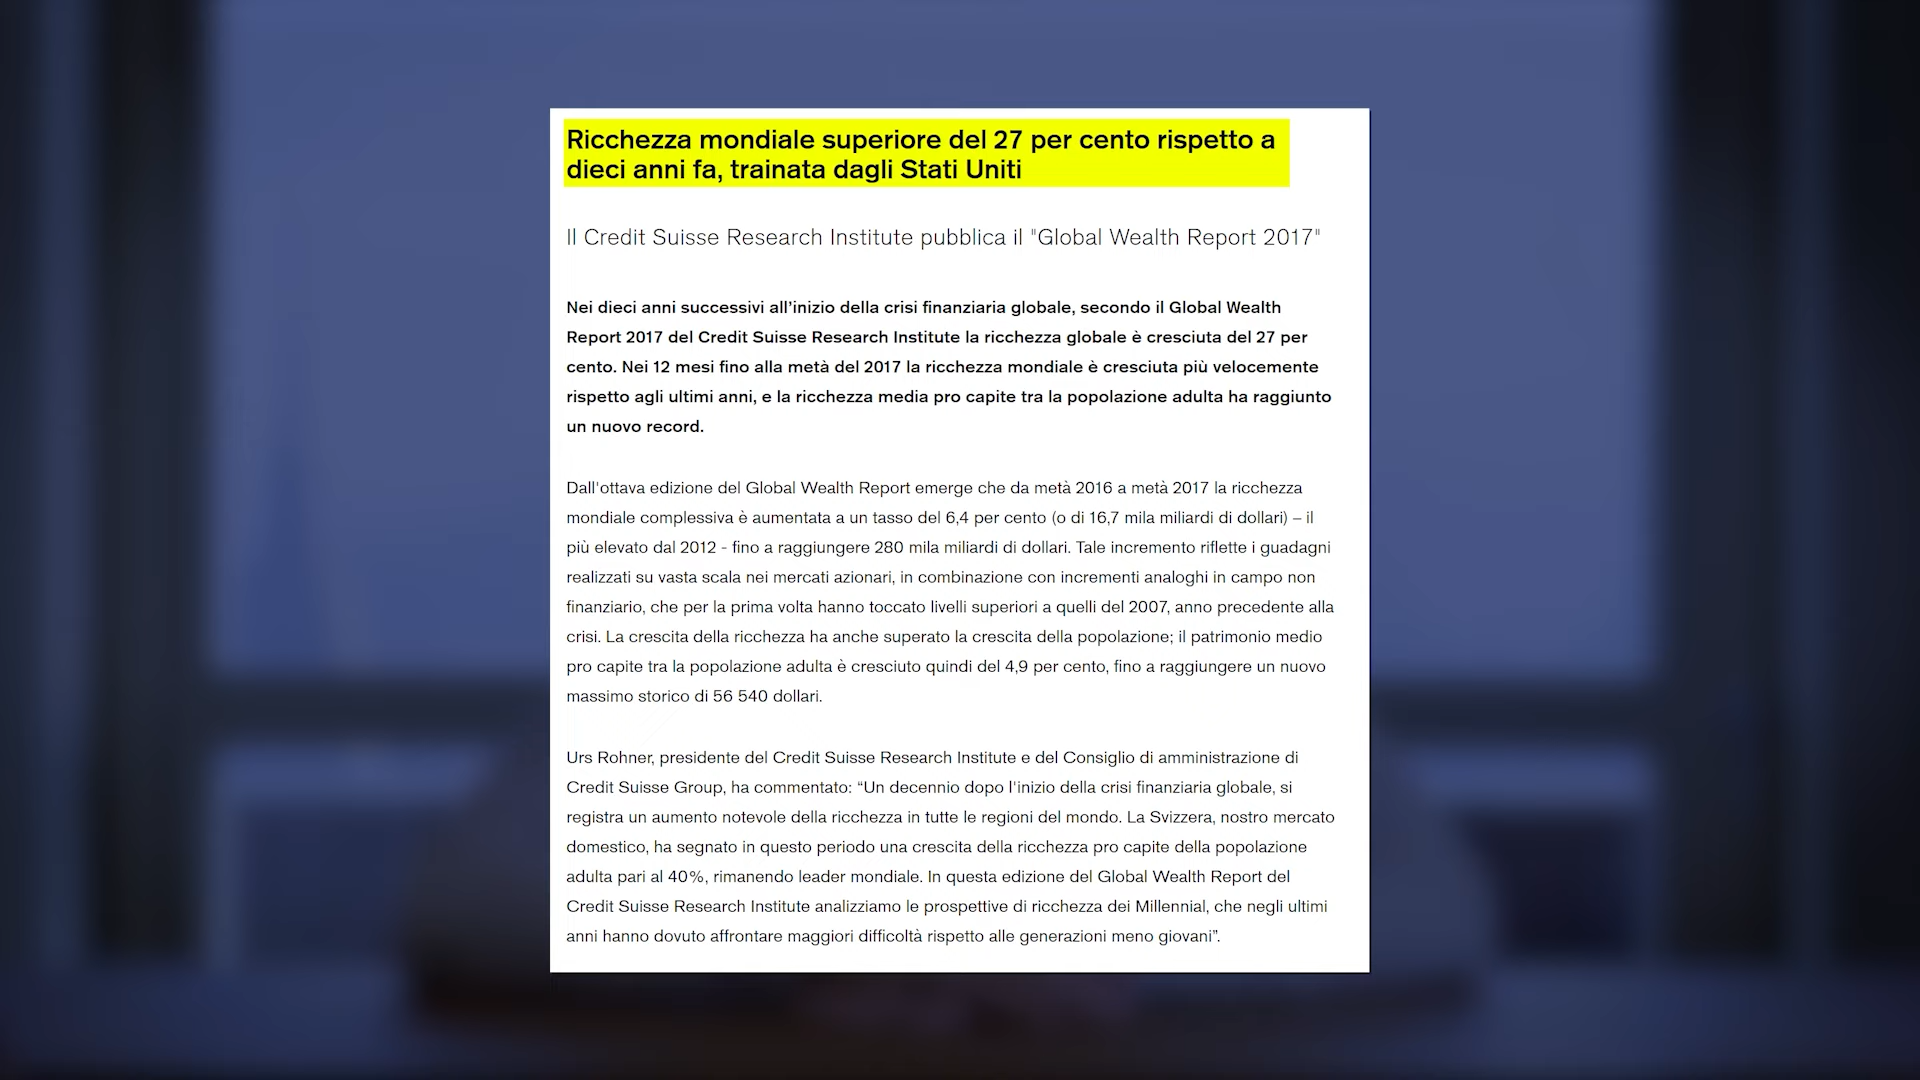 Ricchezza mondiale superiore del 27 per cento rispetto a
dieci anni fa, trainata dagli Stati Uniti
Il Credit Suisse Research Institute pubblica il "Global Wealth Report 2017"
Nei dieci anni successivi all’inizio della crisi finanziaria globale, secondo il Global Wealth
Report 2017 del Credit Suisse Research Institute la ricchezza globale è cresciuta del 27 per
cento. Nei 12 mesi fino alla metà del 2017 la ricchezza mondiale è cresciuta più velocemente
rispetto agli ultimi anni, e la ricchezza media pro capite tra la popolazione adulta ha raggiunto
un nuovo record.
Dall'ottava edizione del Global Wealth Report emerge che da metà 2016 a metà 2017 la ricchezza
mondiale complessiva è aumentata a un tasso del 6,4 per cento (o di 16,7 mila miliardi di dollari) – il
più elevato dal 2012 - fino a raggiungere 280 mila miliardi di dollari. Tale incremento riflette i guadagni
realizzati su vasta scala nei mercati azionari, in combinazione con incrementi analoghi in campo non
finanziario, che per la prima volta hanno toccato livelli superiori a quelli del 2007, anno precedente alla
crisi. La crescita della ricchezza ha anche superato la crescita della popolazione; il patrimonio medio
pro capite tra la popolazione adulta è cresciuto quindi del 4,9 per cento, fino a raggiungere un nuovo
massimo storico di 56 540 dollari.
Urs Rohner, presidente del Credit Suisse Research Institute e del Consiglio di amministrazione di
Credit Suisse Group, ha commentato: “Un decennio dopo l'inizio della crisi finanziaria globale, si
registra un aumento notevole della ricchezza in tutte le regioni del mondo. La Svizzera, nostro mercato
domestico, ha segnato in questo periodo una crescita della ricchezza pro capite della popolazione
adulta pari al 40%, rimanendo leader mondiale. In questa edizione del Global Wealth Report del
Credit Suisse Research Institute analizziamo le prospettive di ricchezza dei Millennial, che negli ultimi
anni hanno dovuto affrontare maggiori difficoltà rispetto alle generazioni meno giovani”.